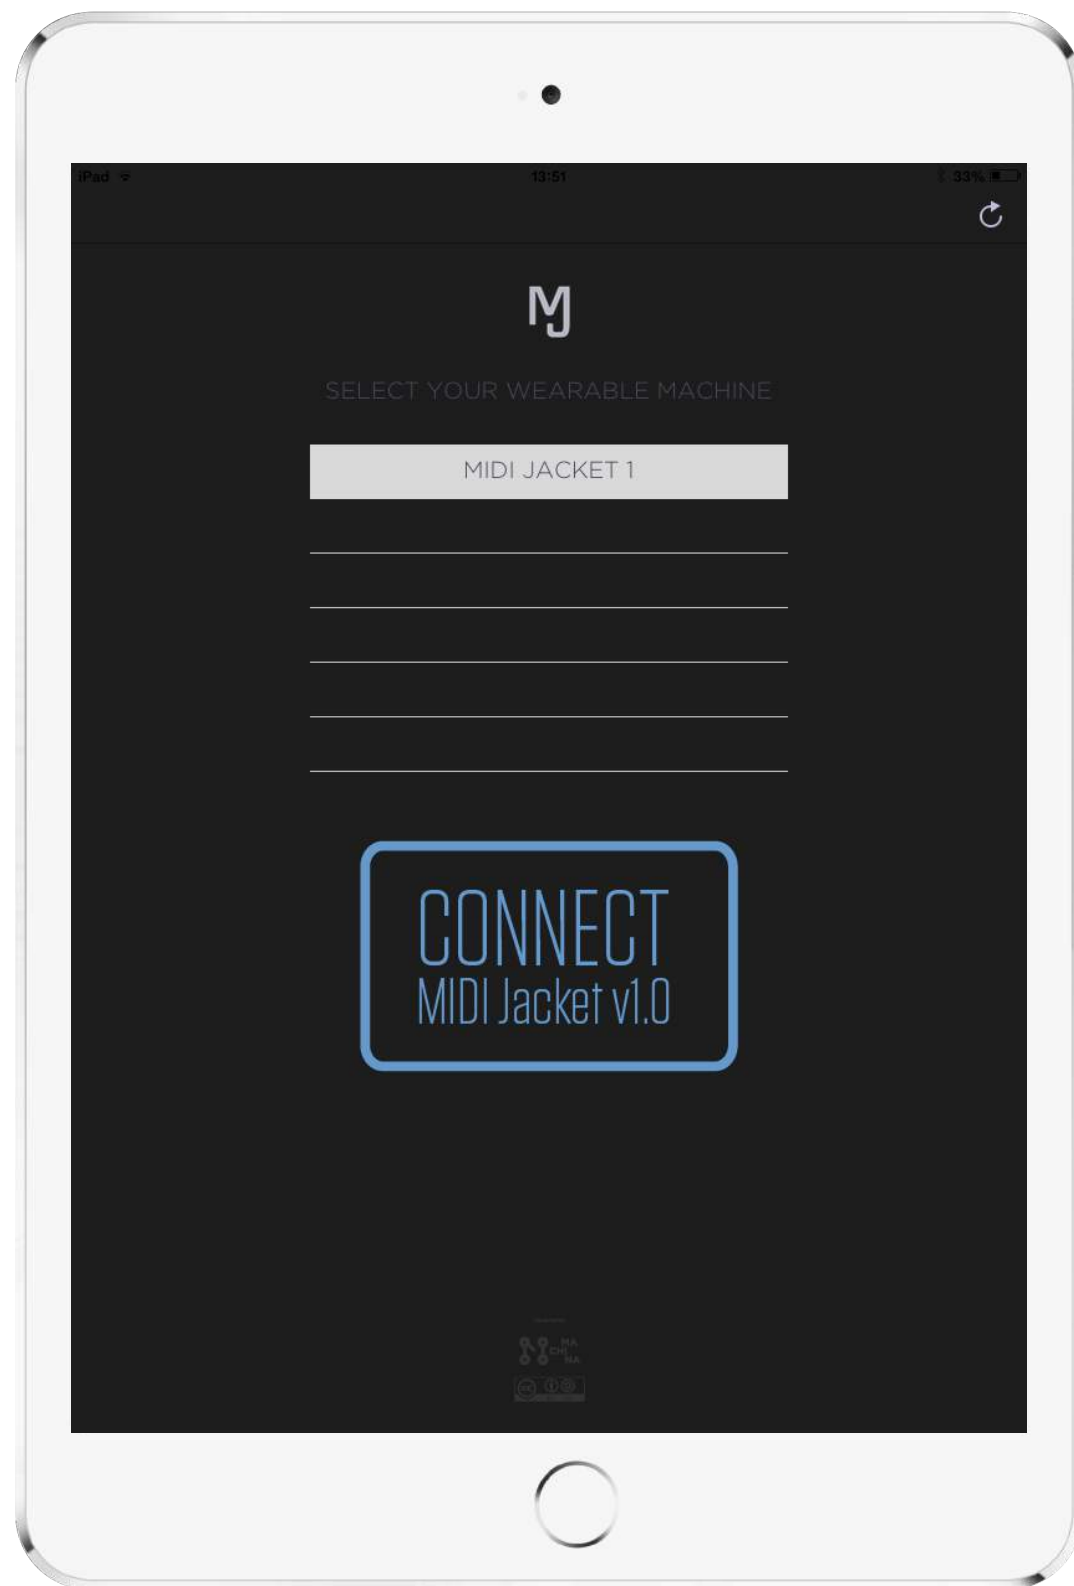 iPad 13:51 33%
MJ
SELECT YOUR WEARABLE MACHINE
MIDI JACKET 1
CONNECT
MIDI Jacket v1.0
MA
CHI
NA
cc